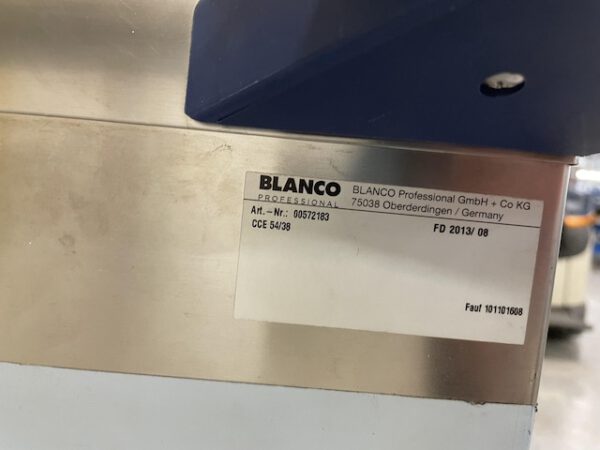 BLANCO
PROFESSIONAL
BLANCO Professional GmbH + Co KG
75038 Oberderdingen / Germany
Art.-Nr.: 00572183
FD 2013/ 08
CCE 54/38
Fauf 101101608